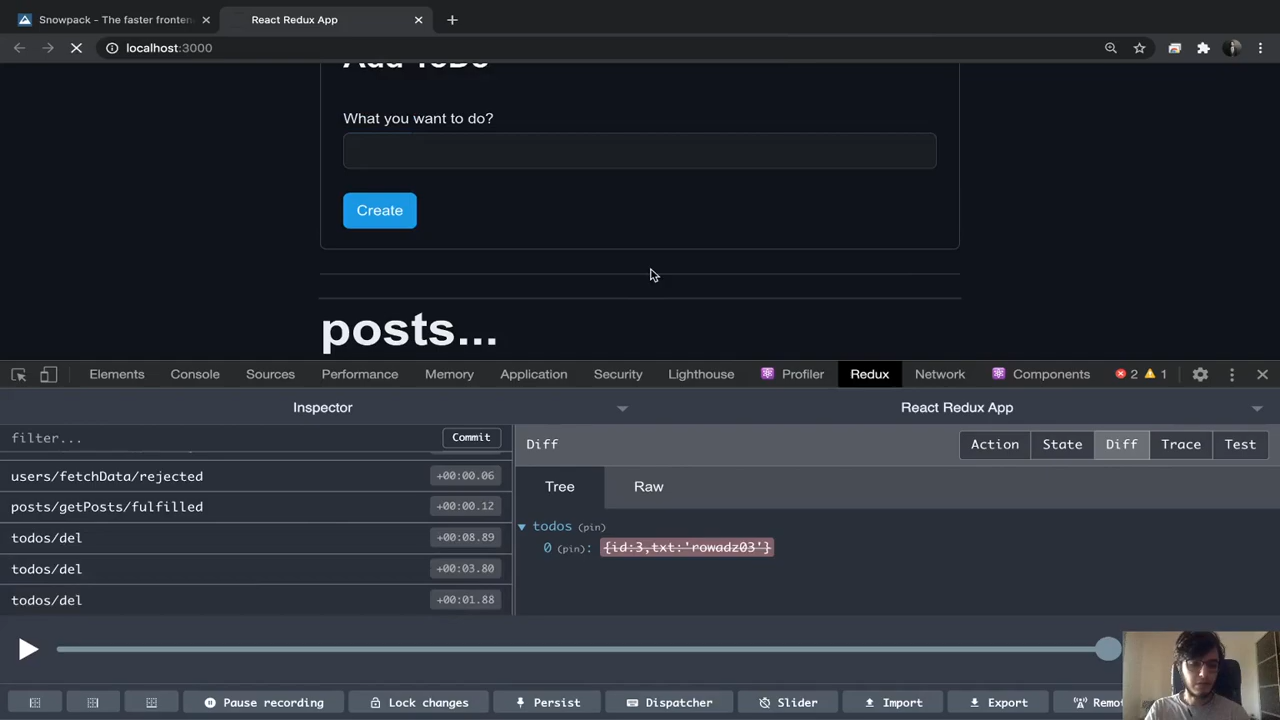 Snowpack - The faster fronten
React Redux App
localhost:3000
Add ToDo
What you want to do?
Create
posts...
Elements
Console
Sources
Performance
Memory
Application
Security
Lighthouse
Profiler
Redux
Network
Components
2
1
Inspector
React Redux App
filter...
Commit
users/fetchData/rejected
+00:00.06
posts/getPosts/fulfilled
+00:00.12
todos/del
+00:08.89
todos/del
+00:03.80
todos/del
+00:01.88
Diff
Action
State
Diff
Trace
Test
Tree
Raw
todos (pin)
0 (pin): {id:3,txt:'rowadz03'}
Pause recording
Lock changes
Persist
Dispatcher
Slider
Import
Export
Remo